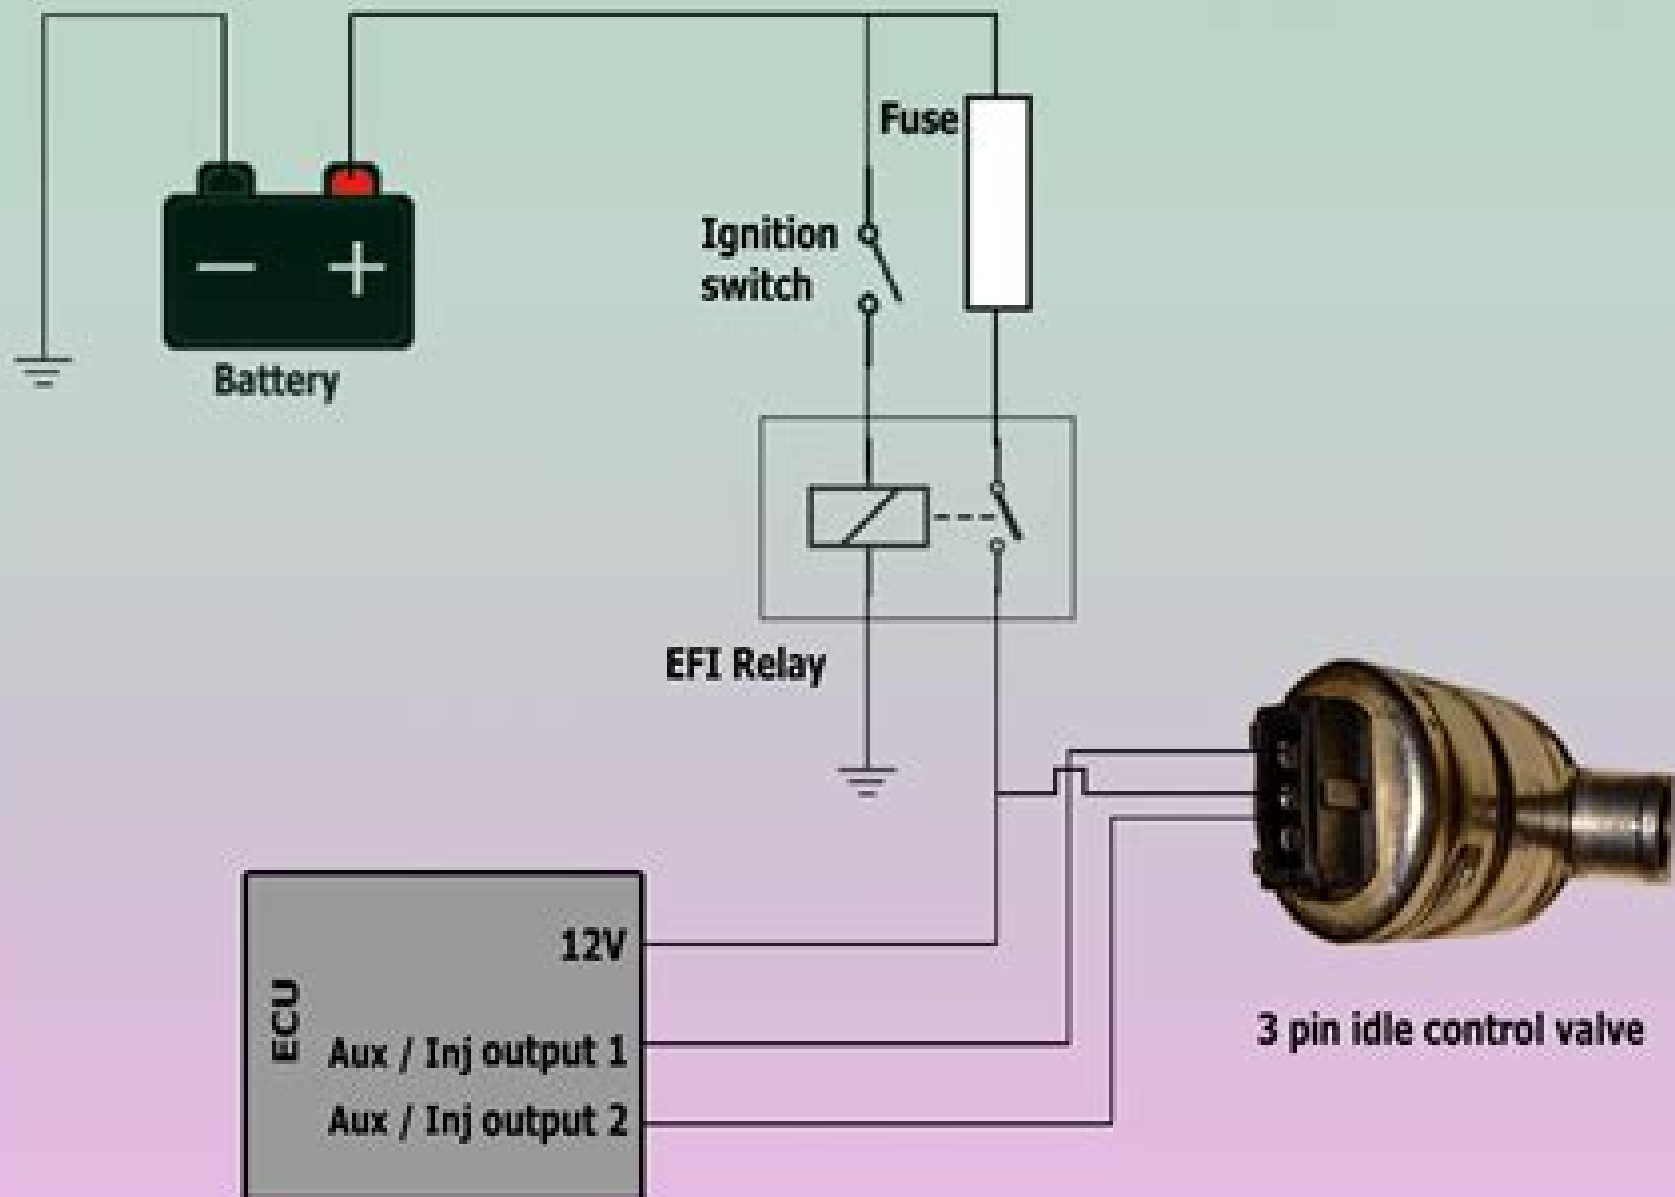 Fuse
Ignition
switch
Battery
EFI Relay
12V
ECU
Aux / Inj output 1
Aux / Inj output 2
3 pin idle control valve